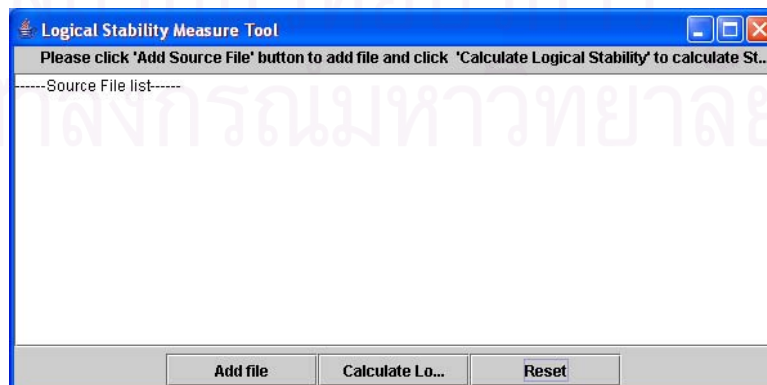 Logical Stability Measure Tool
Please click 'Add Source File' button to add file and click 'Calculate Logical Stability' to calculate St...
------Source File list------
Add file
Calculate Lo...
Reset